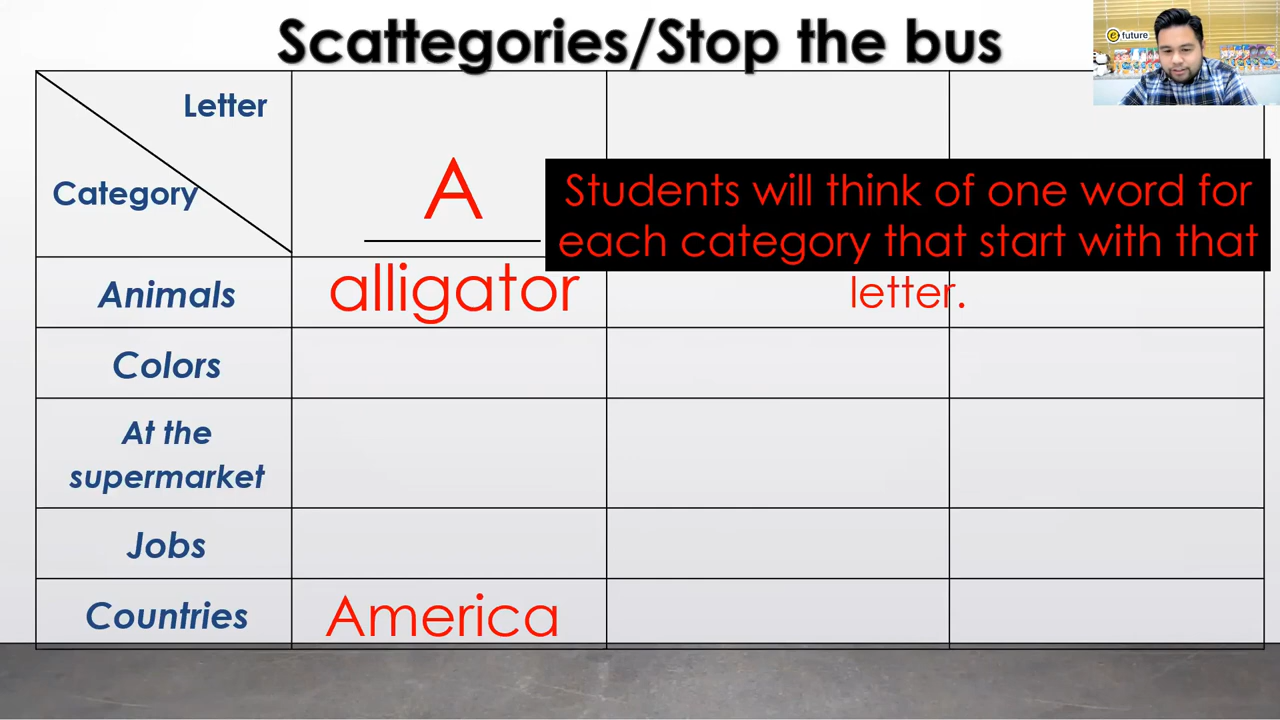 Scattegories/Stop the bus
e future
Letter
Category
A
Students will think of one word for
each category that start with that
letter.
Animals
alligator
Colors
At the
supermarket
Jobs
Countries
America